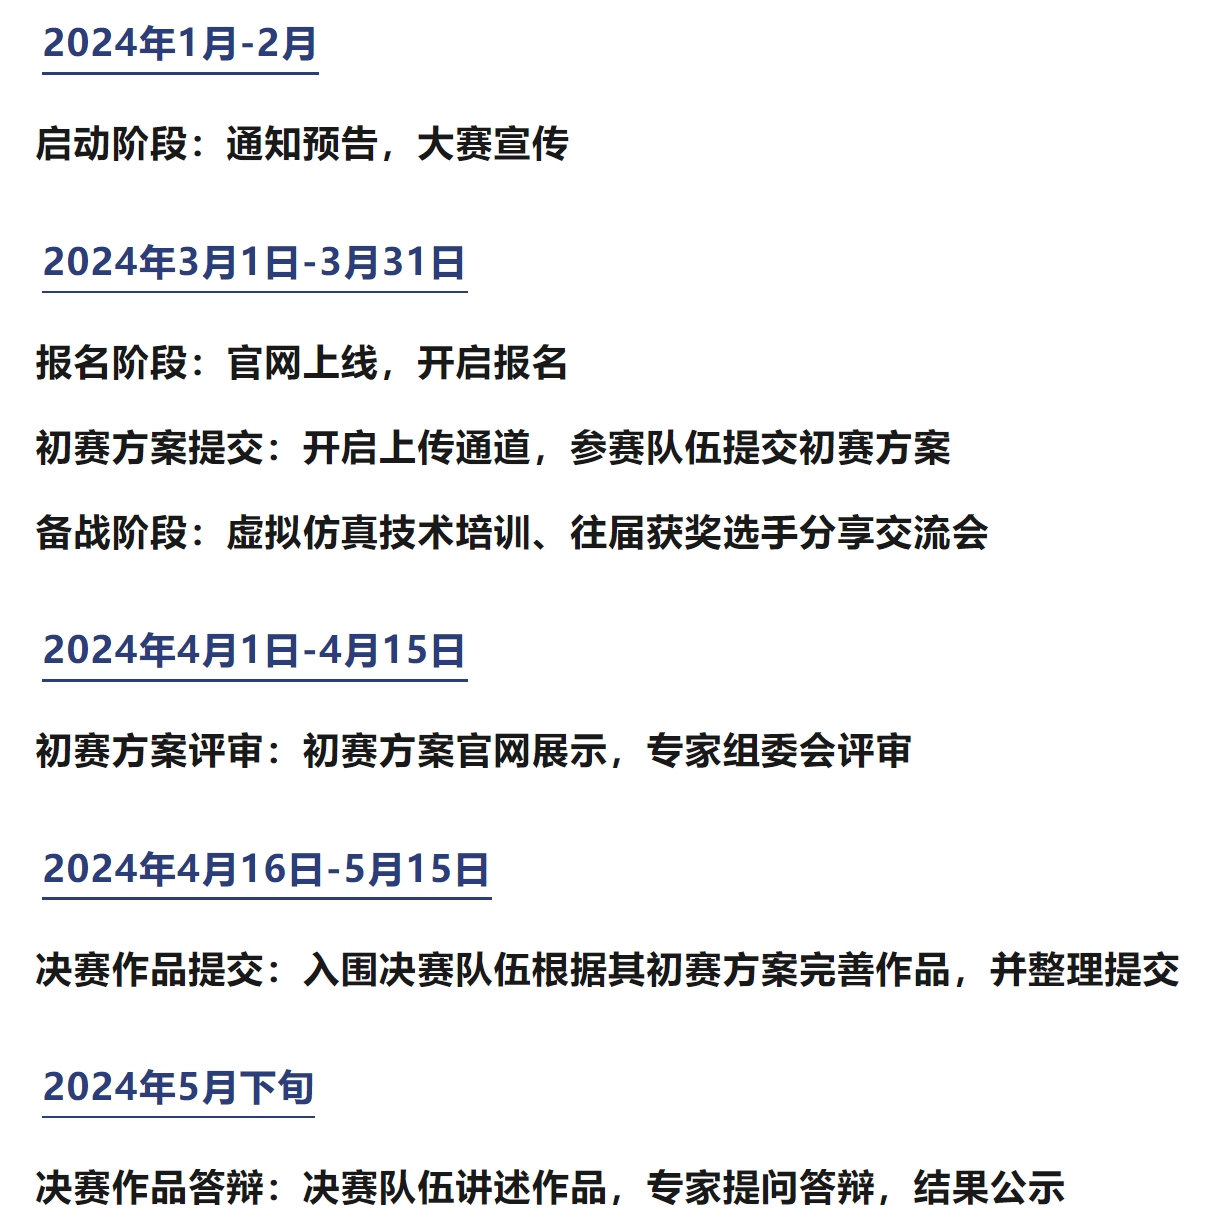 2024年1月-2月
启动阶段：通知预告，大赛宣传
2024年3月1日-3月31日
报名阶段：官网上线，开启报名
初赛方案提交：开启上传通道，参赛队伍提交初赛方案
备战阶段：虚拟仿真技术培训、往届获奖选手分享交流会
2024年4月1日-4月15日
初赛方案评审：初赛方案官网展示，专家组委会评审
2024年4月16日-5月15日
决赛作品提交：入围决赛队伍根据其初赛方案完善作品，并整理提交
2024年5月下旬
决赛作品答辩：决赛队伍讲述作品，专家提问答辩，结果公示